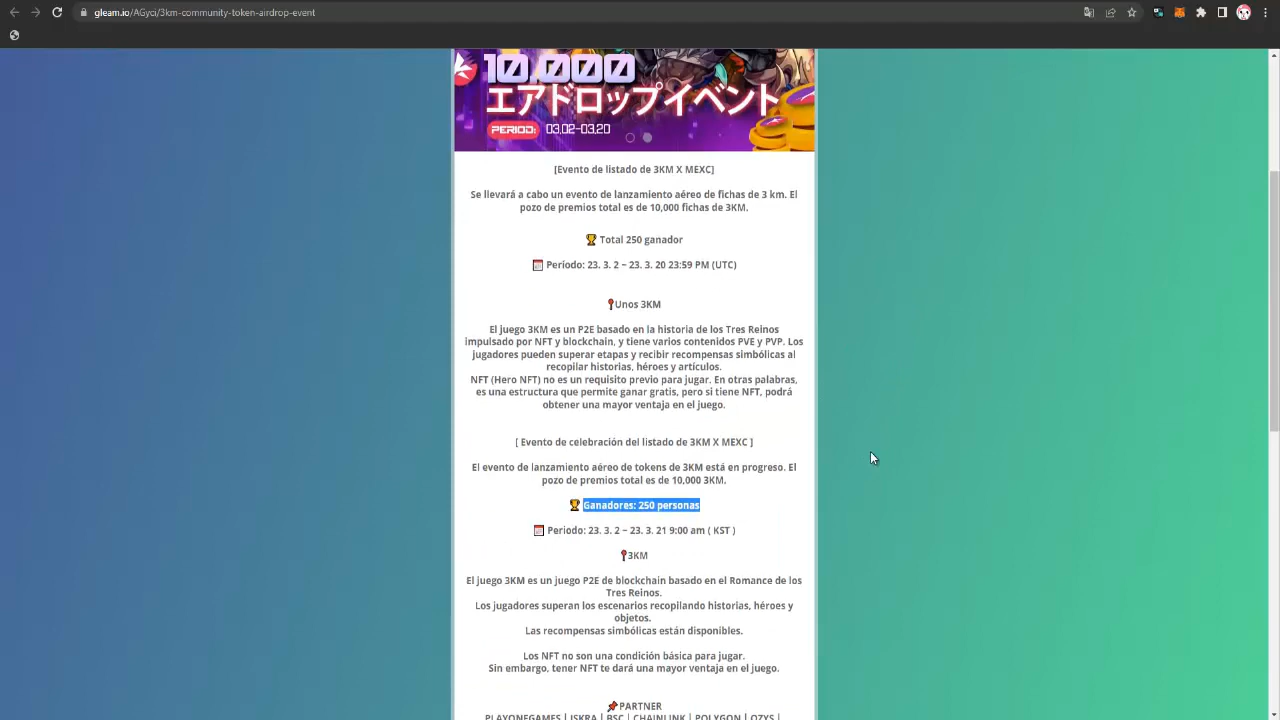 gleam.io/AGyci/3km-community-token-airdrop-event
10,000
エアドロップイベント
PERIOD: 03.02-03.20
[Evento de listado de 3KM X MEXC]
Se llevará a cabo un evento de lanzamiento aéreo de fichas de 3 km. El
pozo de premios total es de 10,000 fichas de 3KM.
🏆 Total 250 ganador
📅 Período: 23. 3. 2 ~ 23. 3. 20 23:59 PM (UTC)
📍Unos 3KM
El juego 3KM es un P2E basado en la historia de los Tres Reinos
impulsado por NFT y blockchain, y tiene varios contenidos PVE y PVP. Los
jugadores pueden superar etapas y recibir recompensas simbólicas al
recopilar historias, héroes y artículos.
NFT (Hero NFT) no es un requisito previo para jugar. En otras palabras,
es una estructura que permite ganar gratis, pero si tiene NFT, podrá
obtener una mayor ventaja en el juego.
[ Evento de celebración del listado de 3KM X MEXC ]
El evento de lanzamiento aéreo de tokens de 3KM está en progreso. El
pozo de premios total es de 10,000 3KM.
🏆 Ganadores: 250 personas
📅 Periodo: 23. 3. 2 ~ 23. 3. 21 9:00 am ( KST )
📍3KM
El juego 3KM es un juego P2E de blockchain basado en el Romance de los
Tres Reinos.
Los jugadores superan los escenarios recopilando historias, héroes y
objetos.
Las recompensas simbólicas están disponibles.
Los NFT no son una condición básica para jugar.
Sin embargo, tener NFT te dará una mayor ventaja en el juego.
📌PARTNER
PLAYONEGAMES | ISKRA | BSC | CHAINLINK | POLYGON | OZYS |